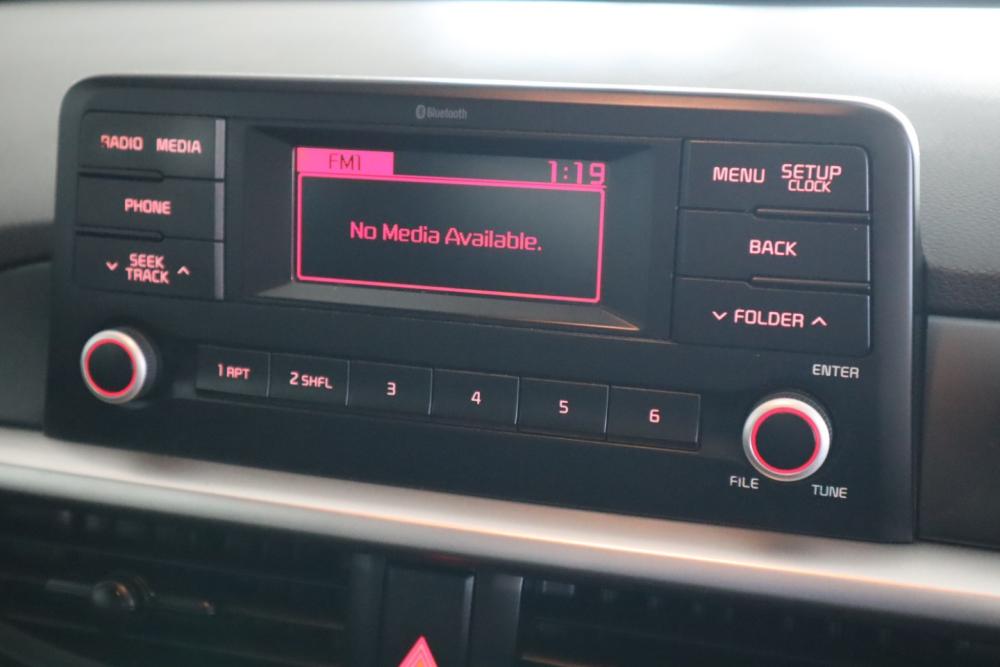 Bluetooth
RADIO MEDIA
PHONE
SEEK
TRACK
FM1 1:19
No Media Available.
MENU SETUP
CLOCK
BACK
FOLDER
1 RPT 2 SHFL 3 4 5 6
ENTER
FILE TUNE